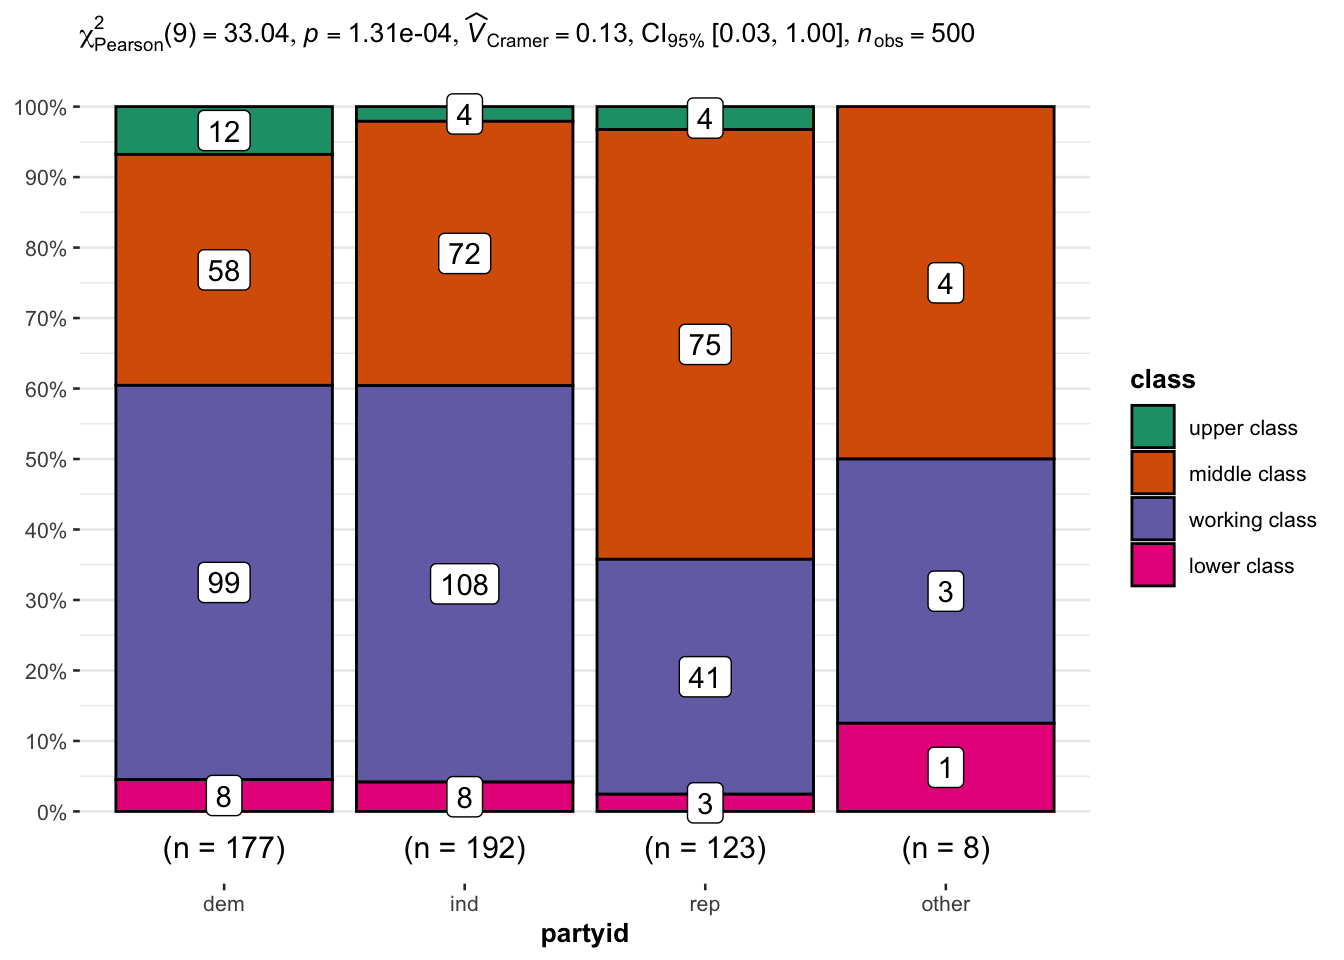 χ²Pearson(9) = 33.04, p = 1.31e-04, V̂Cramer = 0.13, CI95% [0.03, 1.00], nobs = 500
100%
90%
80%
70%
60%
50%
40%
30%
20%
10%
0%
12
4
4
58
72
75
4
99
108
41
3
8
8
3
1
(n = 177)
(n = 192)
(n = 123)
(n = 8)
dem
ind
rep
other
partyid
class
upper class
middle class
working class
lower class